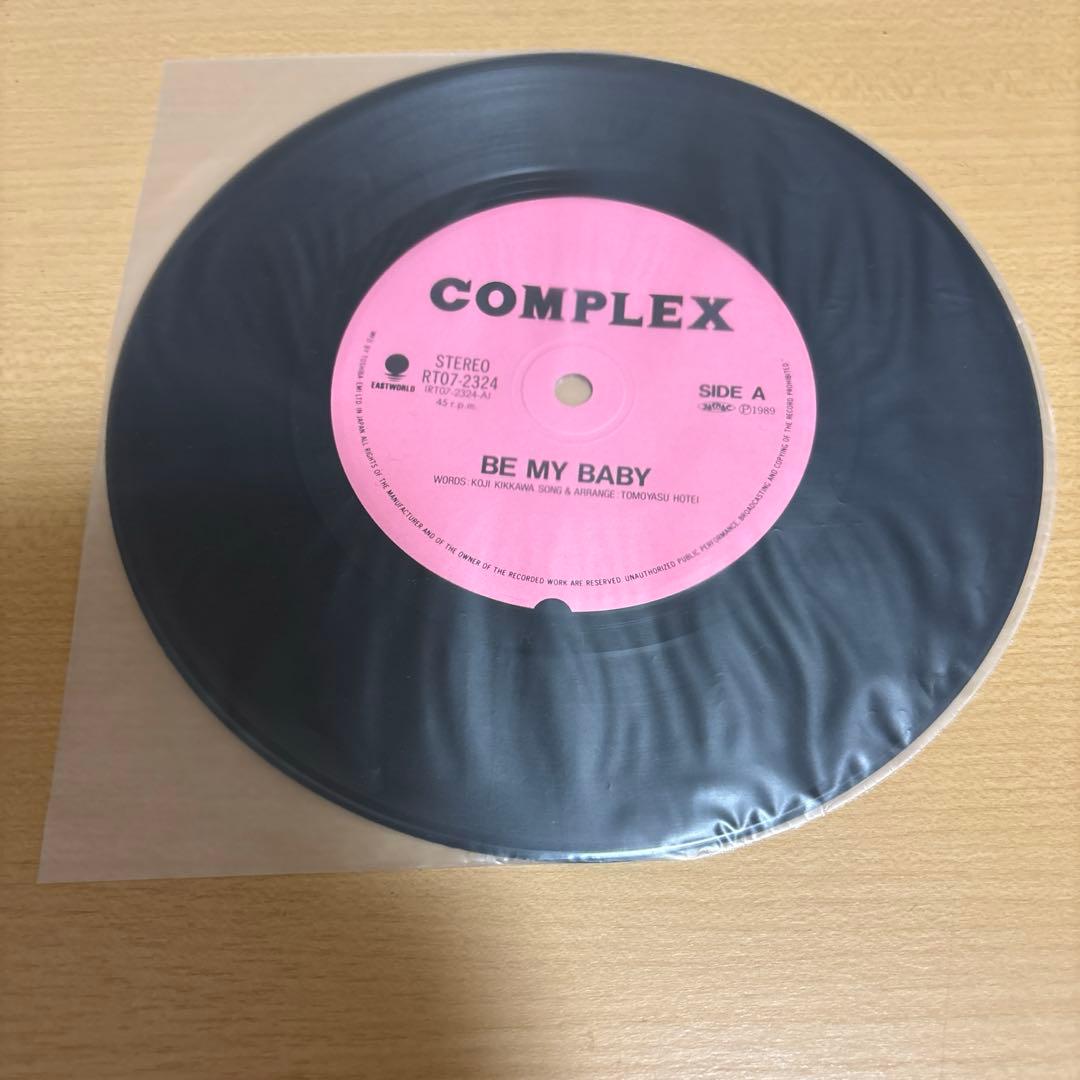 COMPLEX
EASTWORLD
STEREO
RT07-2324
(RT07-2324-A)
45 r.p.m.
SIDE A
Ⓟ1989
BE MY BABY
WORDS : KOJI KIKKAWA SONG & ARRANGE : TOMOYASU HOTEI
MFD. BY TOSHIBA EMI LTD. IN JAPAN. ALL RIGHTS OF THE MANUFACTURER AND OF THE OWNER OF THE RECORDED WORK ARE RESERVED. UNAUTHORIZED PUBLIC PERFORMANCE, BROADCASTING AND COPYING OF THE RECORD PROHIBITED.